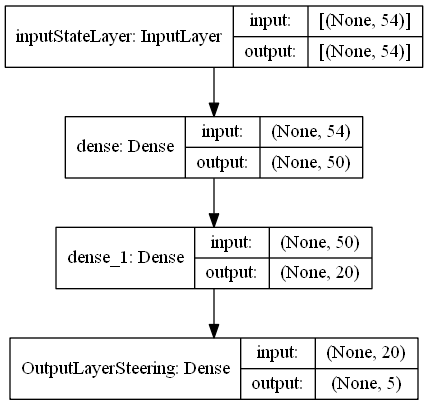 inputStateLayer: InputLayer
input: [(None, 54)]
output: [(None, 54)]
dense: Dense
input: (None, 54)
output: (None, 50)
dense_1: Dense
input: (None, 50)
output: (None, 20)
OutputLayerSteering: Dense
input: (None, 20)
output: (None, 5)